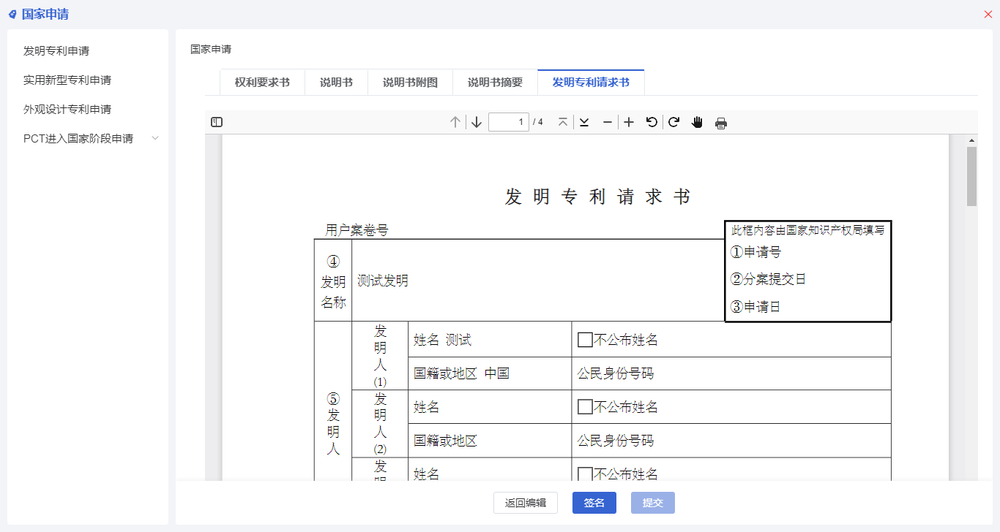 国家申请
发明专利申请
实用新型专利申请
外观设计专利申请
PCT进入国家阶段申请
国家申请
权利要求书 说明书 说明书附图 说明书摘要 发明专利请求书
1 / 4
发明专利请求书
用户案卷号
此框内容由国家知识产权局填写
①申请号
②分案提交日
③申请日
④
发明
名称
测试发明
⑤
发
明
人
发
明
人
(1)
姓名 测试
不公布姓名
国籍或地区 中国
公民身份号码
发
明
人
(2)
姓名
不公布姓名
国籍或地区
公民身份号码
发
明
姓名
不公布姓名
返回编辑 签名 提交